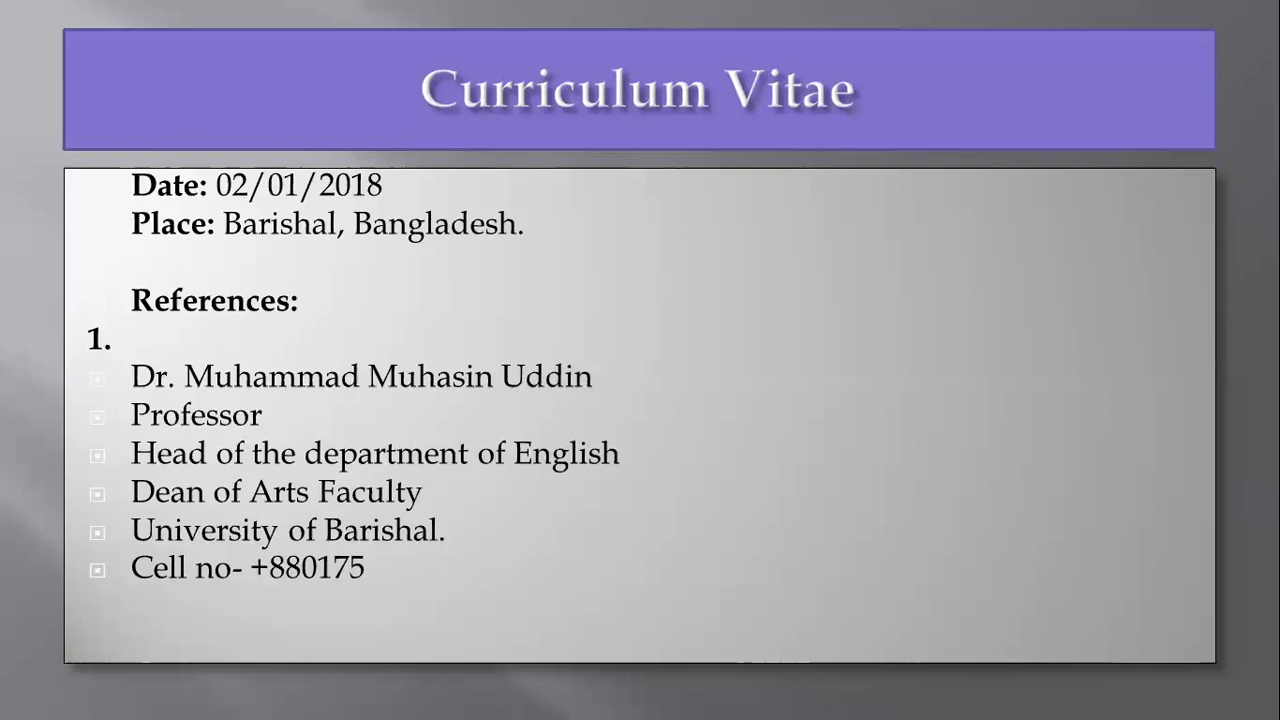 Curriculum Vitae
Date: 02/01/2018
Place: Barishal, Bangladesh.
References:
1.
Dr. Muhammad Muhasin Uddin
Professor
Head of the department of English
Dean of Arts Faculty
University of Barishal.
Cell no- +880175